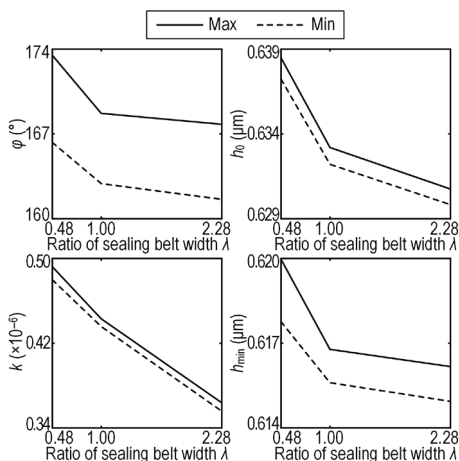 Max Min
174
167
160
φ (°)
0.48 1.00 2.28
Ratio of sealing belt width λ
0.639
0.634
0.629
h0 (μm)
0.48 1.00 2.28
Ratio of sealing belt width λ
0.50
0.42
0.34
k (×10⁻⁶)
0.48 1.00 2.28
Ratio of sealing belt width λ
0.620
0.617
0.614
hmin (μm)
0.48 1.00 2.28
Ratio of sealing belt width λ